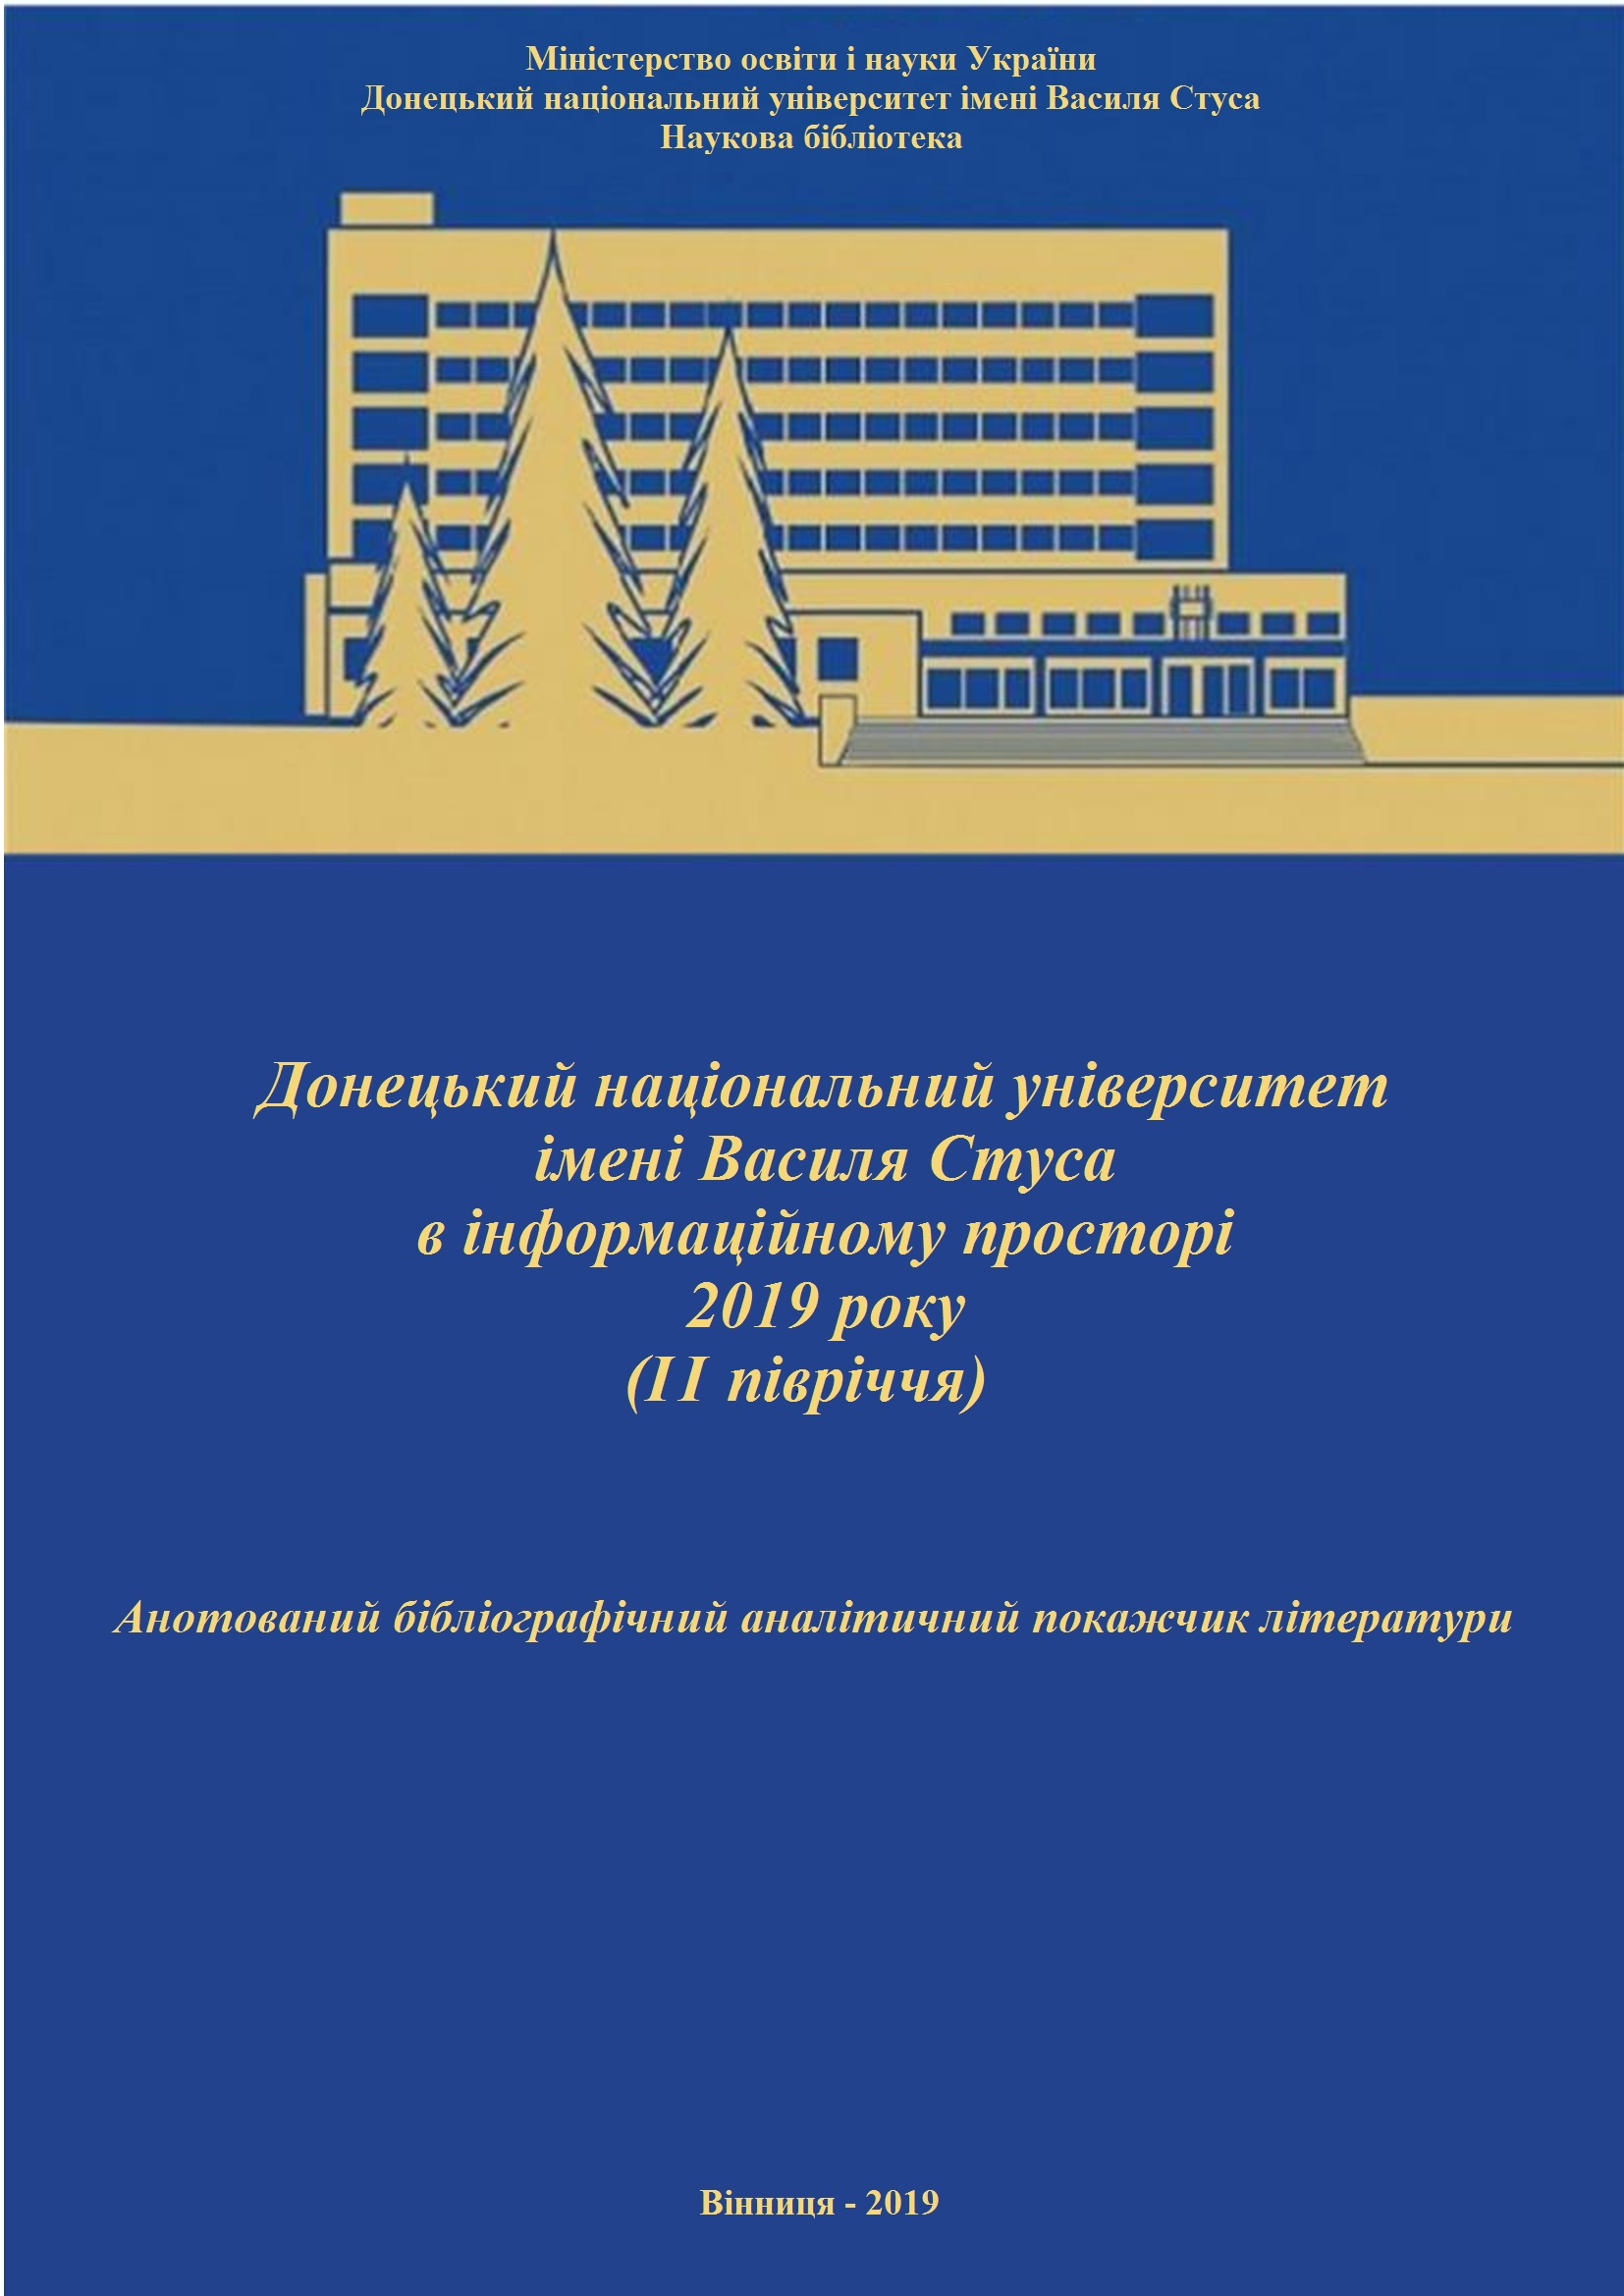 Міністерство освіти і науки України
Донецький національний університет імені Василя Стуса
Наукова бібліотека
Донецький національний університет
імені Василя Стуса
в інформаційному просторі
2019 року
(ІІ півріччя)
Анотований бібліографічний аналітичний покажчик літератури
Вінниця - 2019